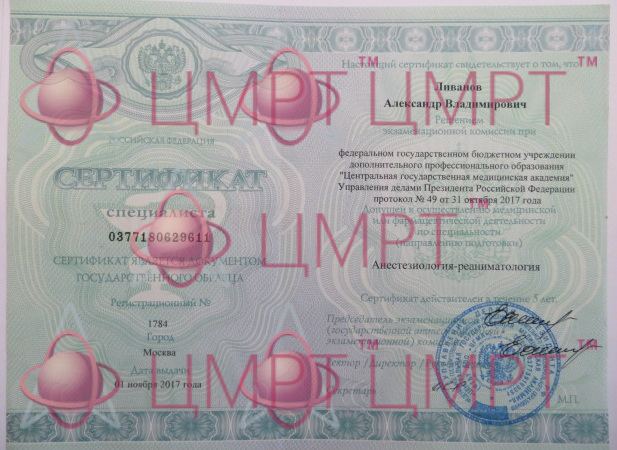 РОССИЙСКАЯ ФЕДЕРАЦИЯ
СЕРТИФИКАТ
специалиста
0377180629611
СЕРТИФИКАТ ЯВЛЯЕТСЯ ДОКУМЕНТОМ
ГОСУДАРСТВЕННОГО ОБРАЗЦА
Регистрационный №
1784
Город
Москва
Дата выдачи
01 ноября 2017 года
Настоящий сертификат свидетельствует о том, что
Ливанов
Александр Владимирович
Решением
экзаменационной комиссии при
федеральном государственном бюджетном учреждении
дополнительного профессионального образования
"Центральная государственная медицинская академия"
Управления делами Президента Российской Федерации
протокол № 49 от 31 октября 2017 года
Допущен к осуществлению медицинской
или фармацевтической деятельности
по специальности
(направлению подготовки)
Анестезиология-реаниматология
Сертификат действителен в течение 5 лет.
Председатель экзаменационной
(государственной
экзаменационной)
Ректор / Директор /
Секретарь
М.П.
ЦМРТ™ ЦМРТ™
ЦМРТ™
ЦМРТ™ ЦМРТ™